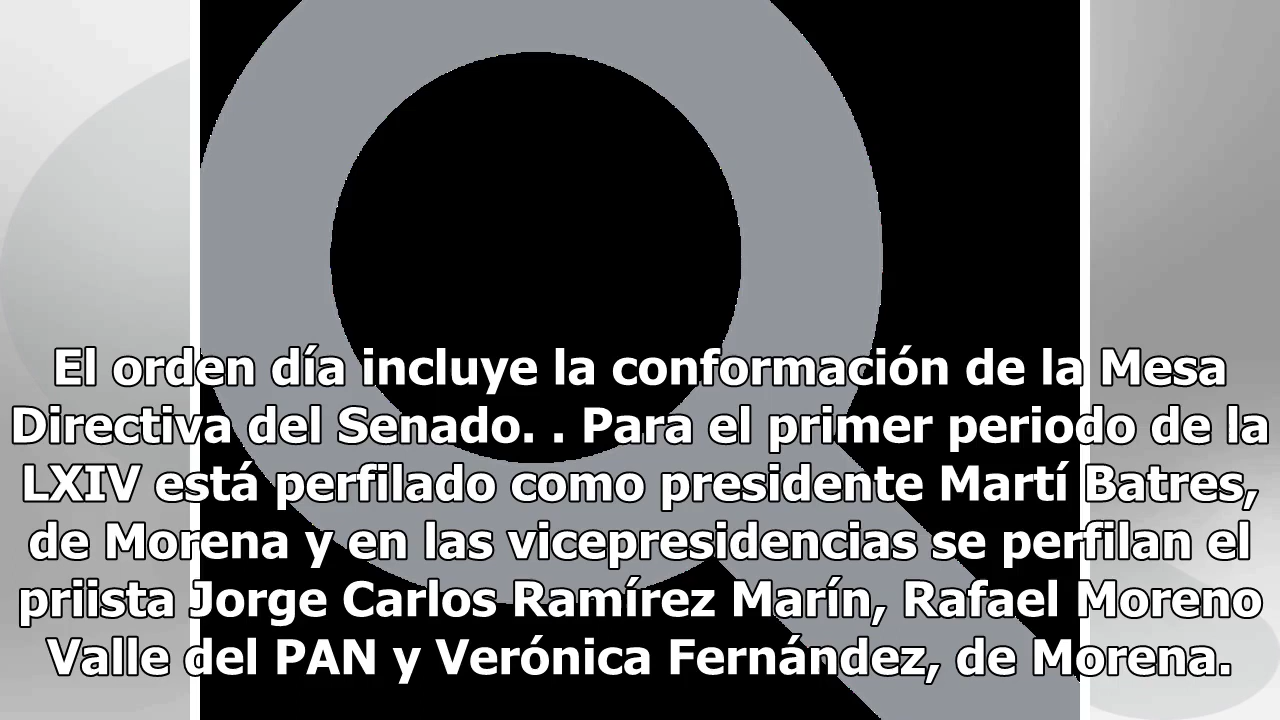 El orden día incluye la conformación de la Mesa
Directiva del Senado. . Para el primer periodo de la
LXIV está perfilado como presidente Martí Batres,
de Morena y en las vicepresidencias se perfilan el
priista Jorge Carlos Ramírez Marín, Rafael Moreno
Valle del PAN y Verónica Fernández, de Morena.